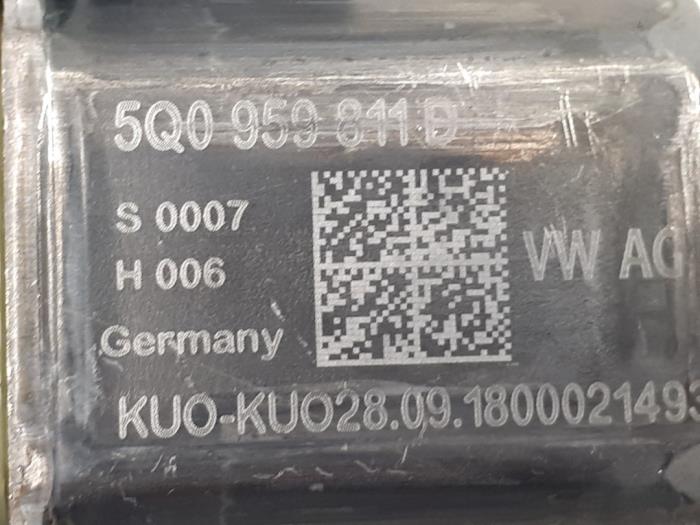 5Q0 959 811 D
S 0007
H 006
VW AG
Germany
KUO-KUO28.09.1800021493